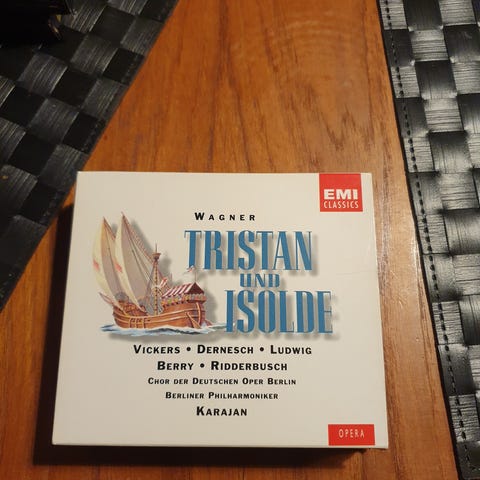 EMI
CLASSICS
WAGNER
TRISTAN
UND
ISOLDE
VICKERS • DERNESCH • LUDWIG
BERRY • RIDDERBUSCH
CHOR DER DEUTSCHEN OPER BERLIN
BERLINER PHILHARMONIKER
KARAJAN
OPERA